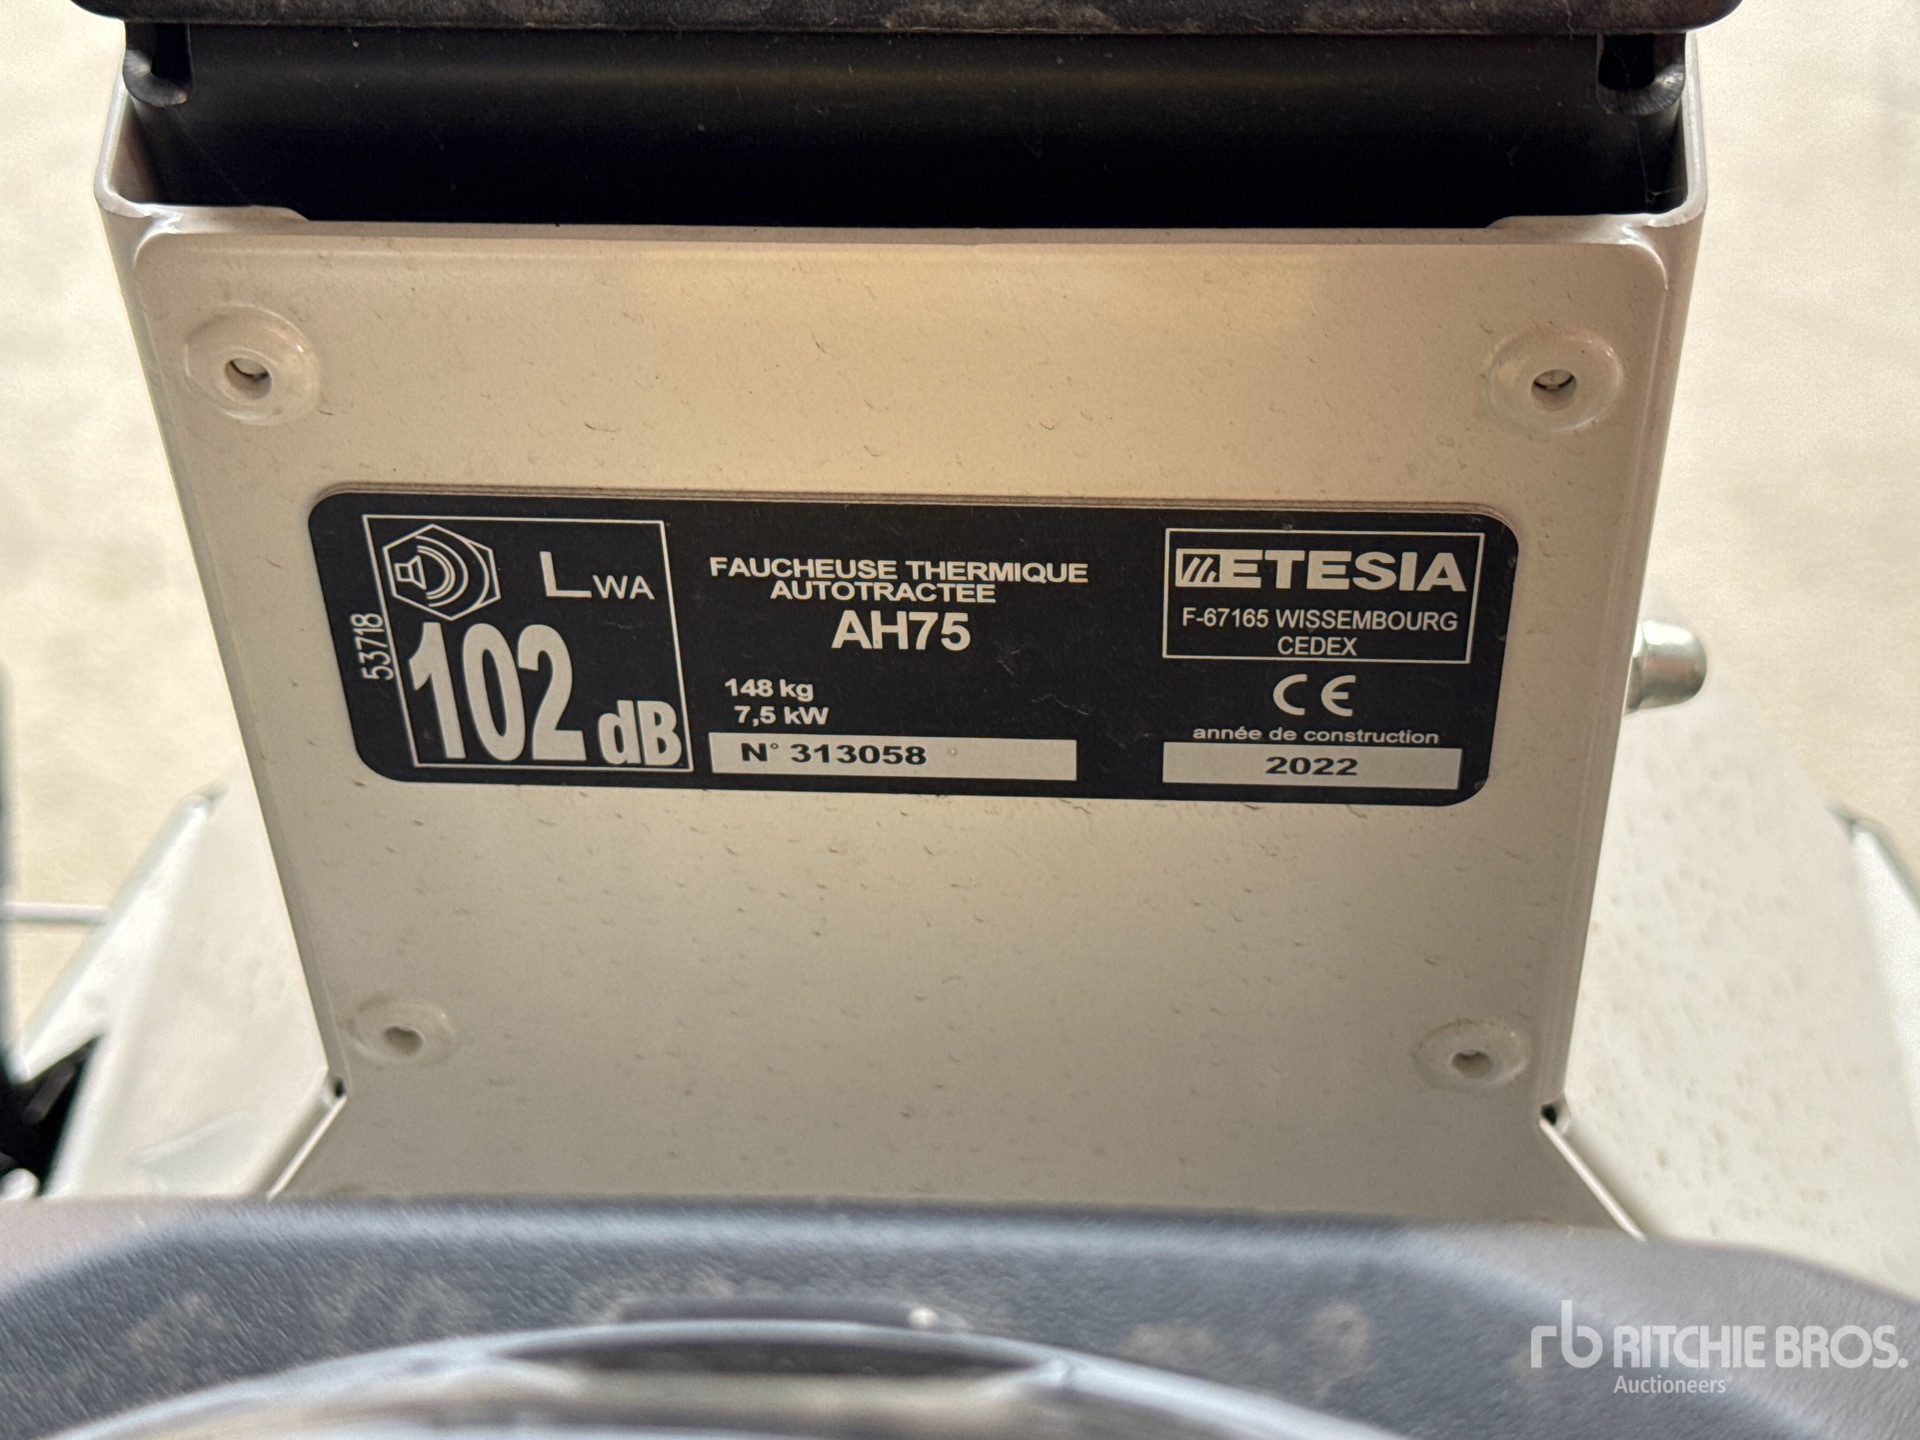 53718
LWA
102 dB
FAUCHEUSE THERMIQUE
AUTOTRACTEE
AH75
148 kg
7,5 kW
N° 313058
ETESIA
F-67165 WISSEMBOURG
CEDEX
CE
année de construction
2022
rb RITCHIE BROS.
Auctioneers